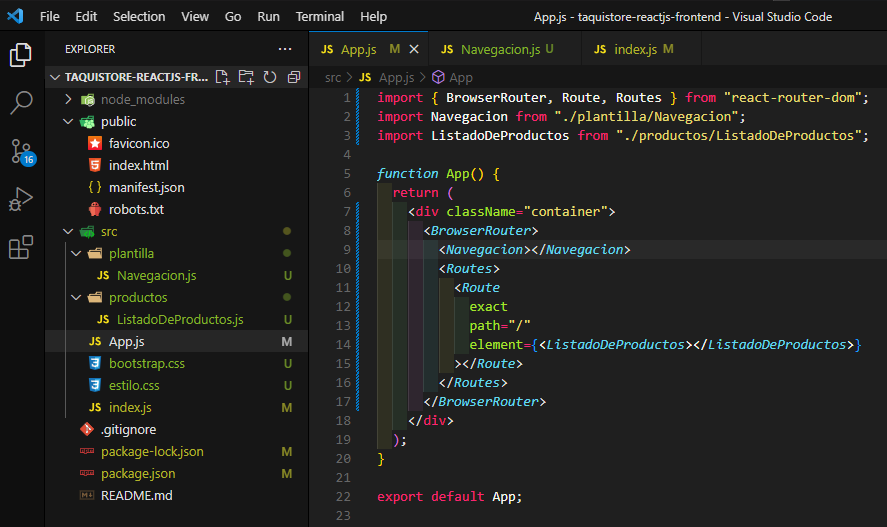 File Edit Selection View Go Run Terminal Help App.js - taquistore-reactjs-frontend - Visual Studio Code
EXPLORER ...
TAQUISTORE-REACTJS-FR...
node_modules
public
favicon.ico
index.html
manifest.json
robots.txt
src
plantilla
Navegacion.js U
productos
ListadoDeProductos.js U
App.js M
bootstrap.css U
estilo.css U
index.js M
.gitignore
package-lock.json M
package.json M
README.md
16
JS App.js M JS Navegacion.js U JS index.js M
src > JS App.js > App
1 import { BrowserRouter, Route, Routes } from "react-router-dom";
2 import Navegacion from "./plantilla/Navegacion";
3 import ListadoDeProductos from "./productos/ListadoDeProductos";
4
5 function App() {
6 return (
7 <div className="container">
8 <BrowserRouter>
9 <Navegacion></Navegacion>
10 <Routes>
11 <Route
12 exact
13 path="/"
14 element={<ListadoDeProductos></ListadoDeProductos>}
15 ></Route>
16 </Routes>
17 </BrowserRouter>
18 </div>
19 );
20 }
21
22 export default App;
23